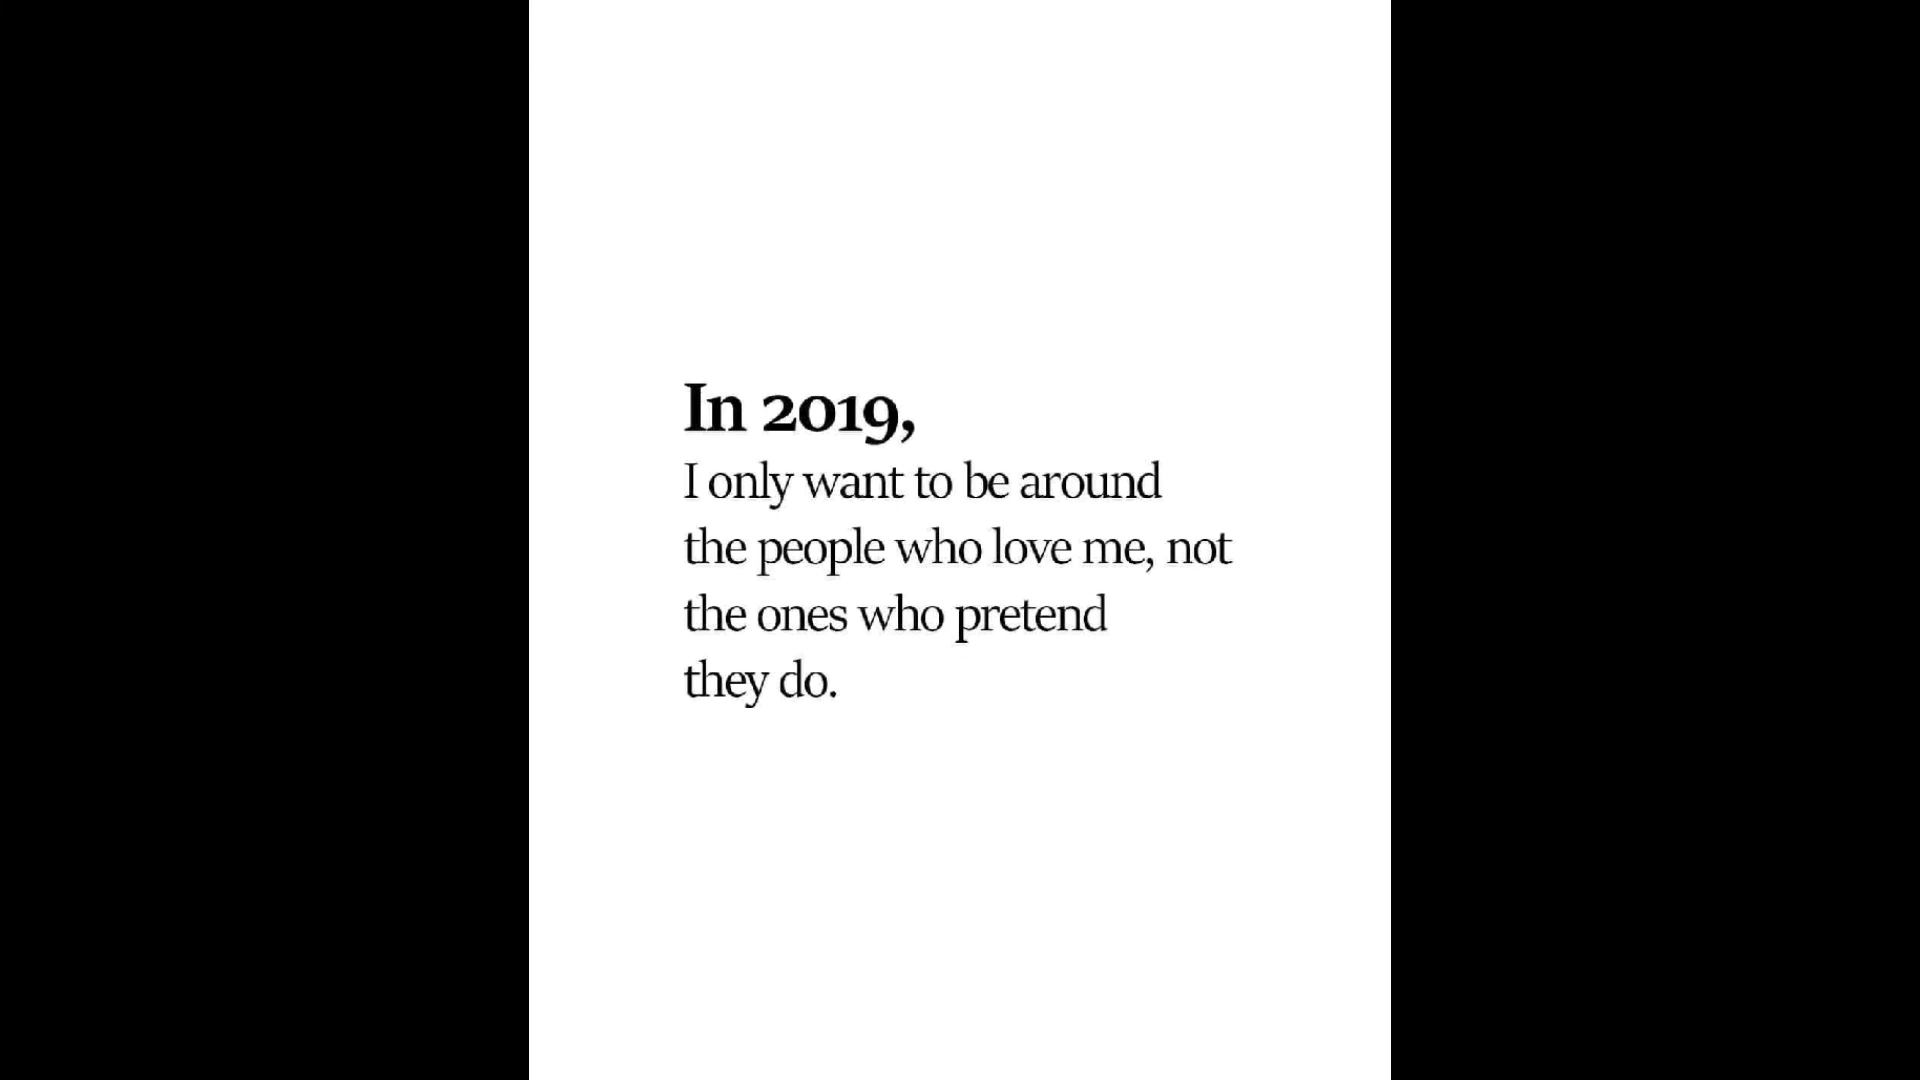 In 2019,
I only want to be around
the people who love me, not
the ones who pretend
they do.